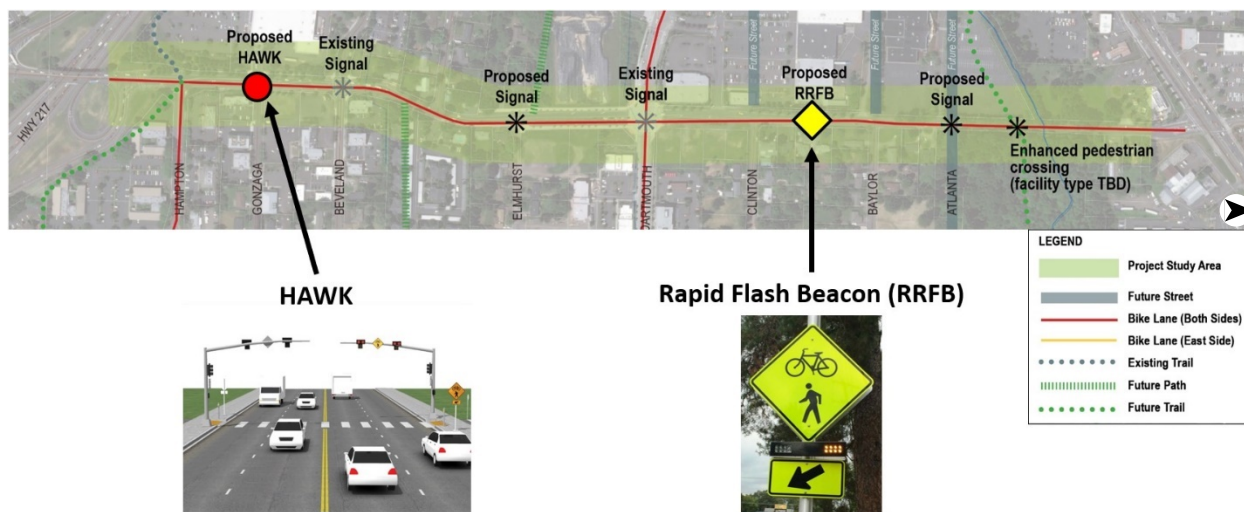 Proposed
HAWK
Existing
Signal
Proposed
Signal
Existing
Signal
Proposed
RRFB
Proposed
Signal
Enhanced pedestrian
crossing
(facility type TBD)
Future Street
Future Street
Future Street
HWY 217
HAMPTON
GONZAGA
BEVELAND
ELMHURST
DARTMOUTH
CLINTON
BAYLOR
ATLANTA
HAWK
Rapid Flash Beacon (RRFB)
LEGEND
Project Study Area
Future Street
Bike Lane (Both Sides)
Bike Lane (East Side)
Existing Trail
Future Path
Future Trail